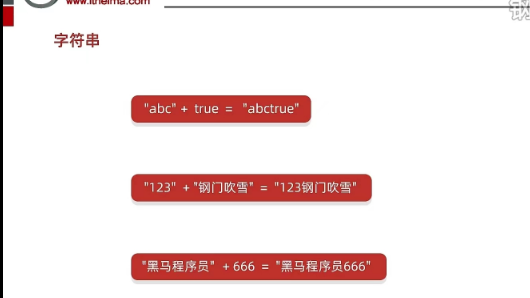 www.itheima.com
字符串
"abc" + true = "abctrue"
"123" + "钢门吹雪" = "123钢门吹雪"
"黑马程序员" + 666 = "黑马程序员666"